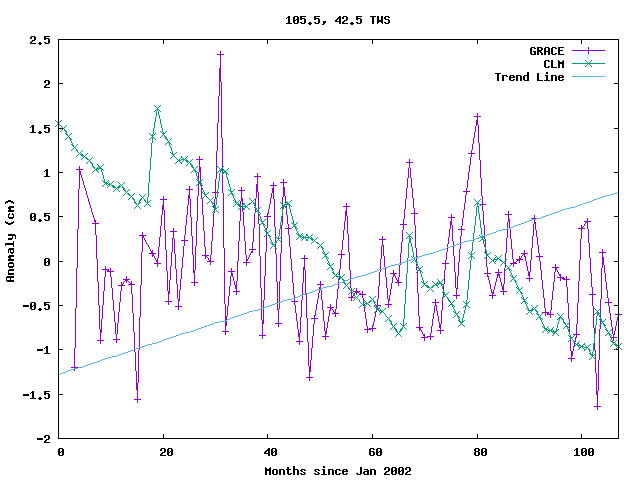 105.5, 42.5 TWS
GRACE
CLM
Trend Line
2.5
2
1.5
1
0.5
0
-0.5
-1
-1.5
-2
Anomaly (cm)
0 20 40 60 80 100
Months since Jan 2002